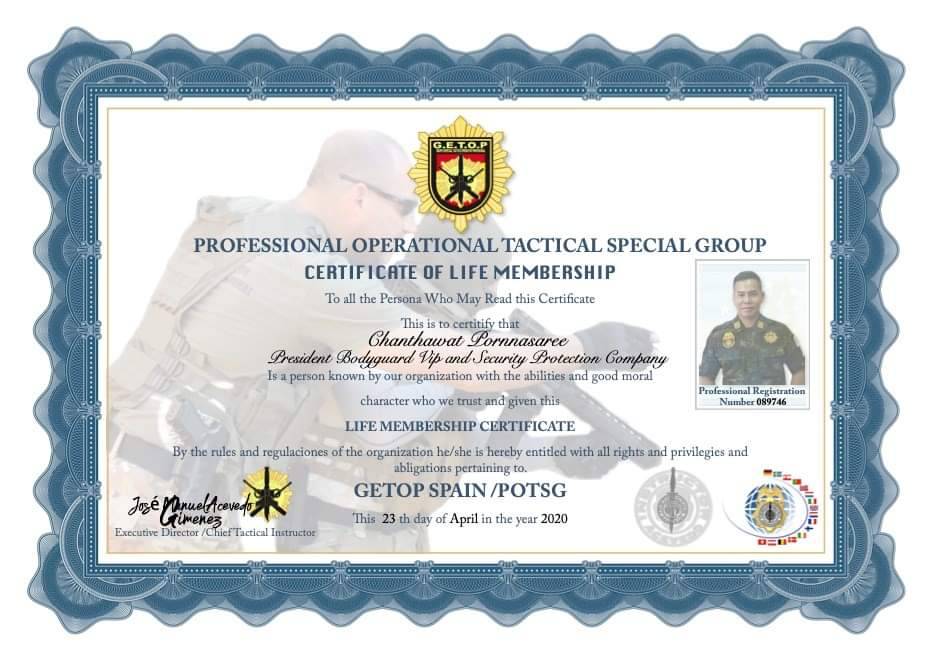 G.E.T.O.P
PROFESSIONAL OPERATIONAL TACTICAL SPECIAL GROUP
CERTIFICATE OF LIFE MEMBERSHIP
To all the Persona Who May Read this Certificate
This is to certitify that
Chanthawat Pornnasaree
President Bodyguard Vip and Security Protection Company
Is a person known by our organization with the abilities and good moral
character who we trust and given this
LIFE MEMBERSHIP CERTIFICATE
By the rules and regulaciones of the organization he/she is hereby entitled with all rights and privilegies and
abligations pertaining to.
GETOP SPAIN /POTSG
This 23 th day of April in the year 2020
Professional Registration
Number 089746
José Manuel Acevedo
Gimenez
Executive Director /Chief Tactical Instructor